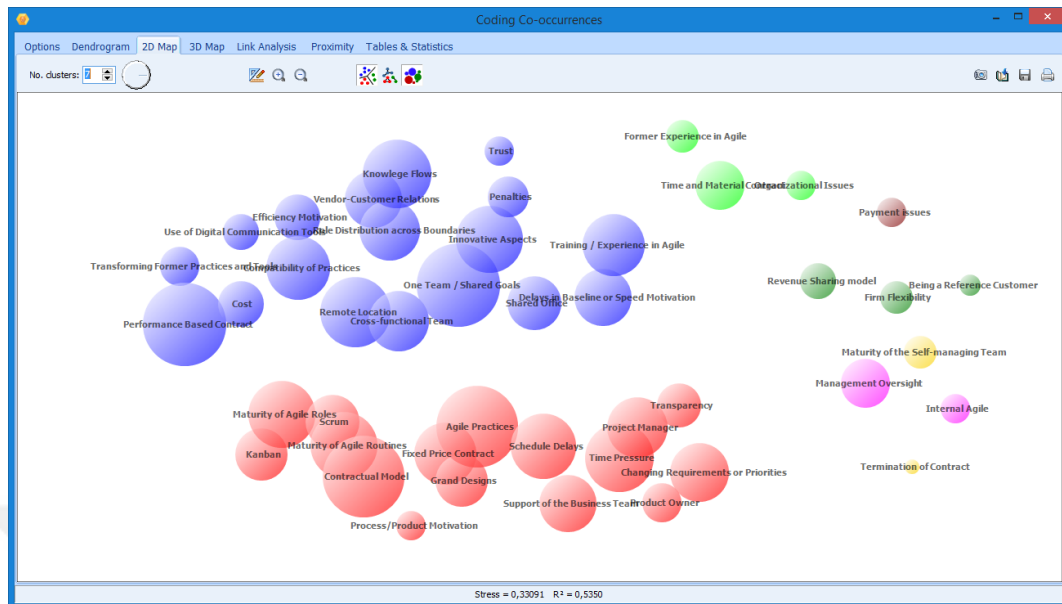 Coding Co-occurrences
Options Dendrogram 2D Map 3D Map Link Analysis Proximity Tables & Statistics
No. clusters: 7
Former Experience in Agile
Trust
Knowlege Flows
Time and Material Contract
Organizational Issues
Vendor-Customer Relations
Penalties
Payment issues
Efficiency Motivation
Use of Digital Communication Tools
Role Distribution across Boundaries
Innovative Aspects
Training / Experience in Agile
Transforming Former Practices and Tools
Compatibility of Practices
One Team / Shared Goals
Revenue Sharing model
Being a Reference Customer
Firm Flexibility
Cost
Shared Office
Delays in Baseline or Speed Motivation
Remote Location
Cross-functional Team
Performance Based Contract
Maturity of the Self-managing Team
Management Oversight
Internal Agile
Maturity of Agile Roles
Scrum
Transparency
Agile Practices
Project Manager
Kanban
Maturity of Agile Routines
Fixed Price Contract
Schedule Delays
Time Pressure
Termination of Contract
Contractual Model
Grand Designs
Changing Requirements or Priorities
Support of the Business Team
Product Owner
Process/Product Motivation
Stress = 0,33091 R² = 0,5350